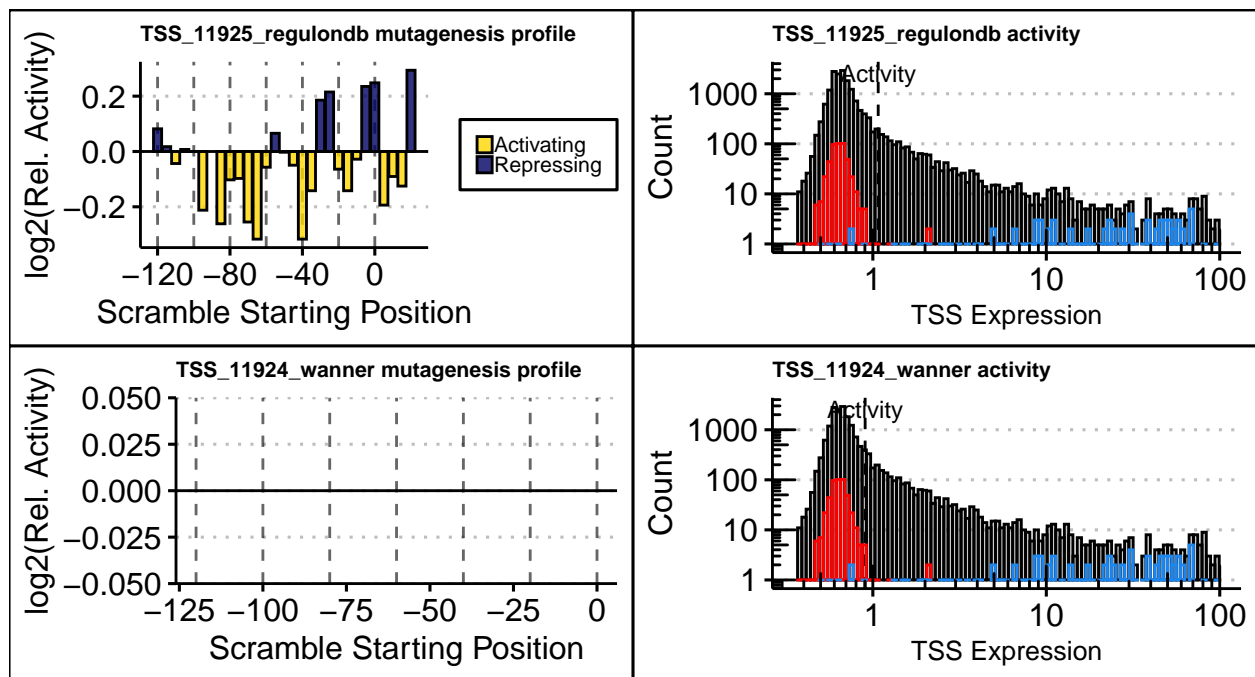 TSS_11925_regulondb mutagenesis profile
log2(Rel. Activity)
0.2
0.0
−0.2
−120
−80
−40
0
Scramble Starting Position
Activating
Repressing
TSS_11925_regulondb activity
Activity
Count
1000
100
10
1
1
10
100
TSS Expression
TSS_11924_wanner mutagenesis profile
log2(Rel. Activity)
0.050
0.025
0.000
−0.025
−0.050
−125
−100
−75
−50
−25
0
Scramble Starting Position
TSS_11924_wanner activity
Activity
Count
1000
100
10
1
1
10
100
TSS Expression